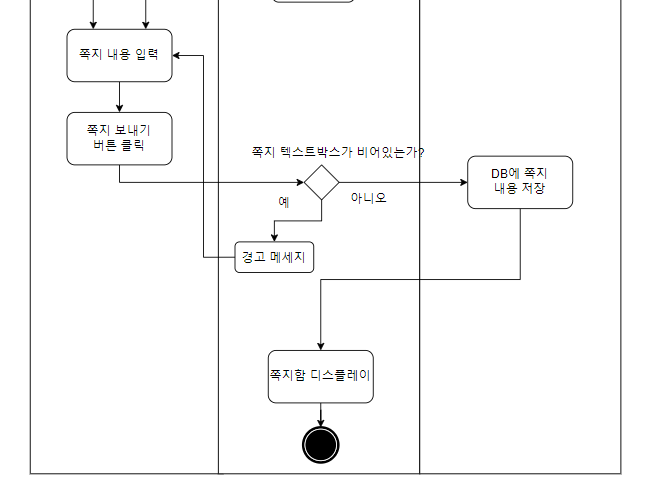 쪽지 내용 입력
쪽지 보내기
버튼 클릭
쪽지 텍스트박스가 비어있는가?
예
아니오
DB에 쪽지
내용 저장
경고 메세지
쪽지함 디스플레이